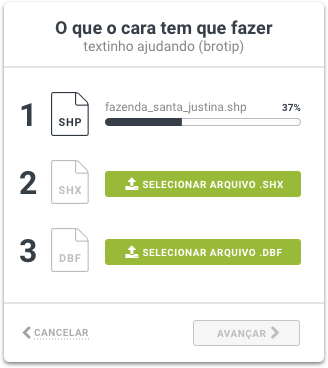 O que o cara tem que fazer
textinho ajudando (brotip)
1 SHP fazenda_santa_justina.shp 37%
2 SHX SELECIONAR ARQUIVO .SHX
3 DBF SELECIONAR ARQUIVO .DBF
CANCELAR AVANÇAR